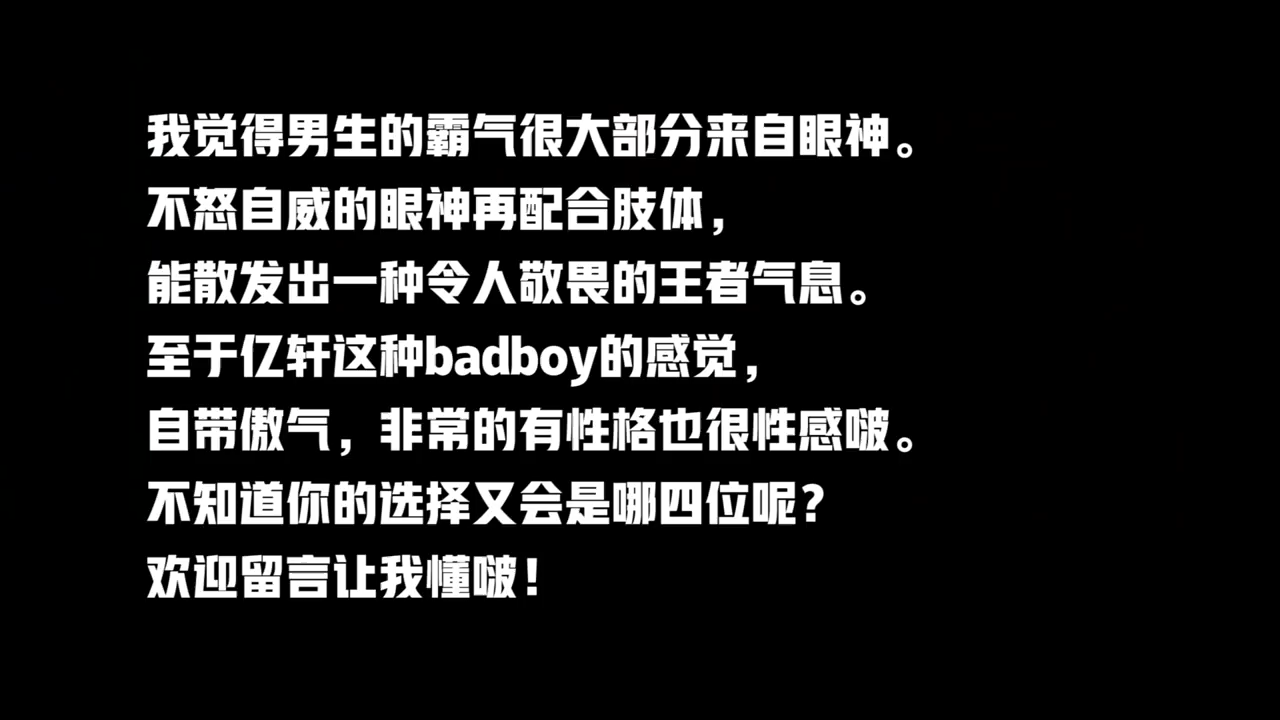 我觉得男生的霸气很大部分来自眼神。
不怒自威的眼神再配合肢体，
能散发出一种令人敬畏的王者气息。
至于亿轩这种badboy的感觉，
自带傲气，非常的有性格也很性感啵。
不知道你的选择又会是哪四位呢？
欢迎留言让我懂啵！